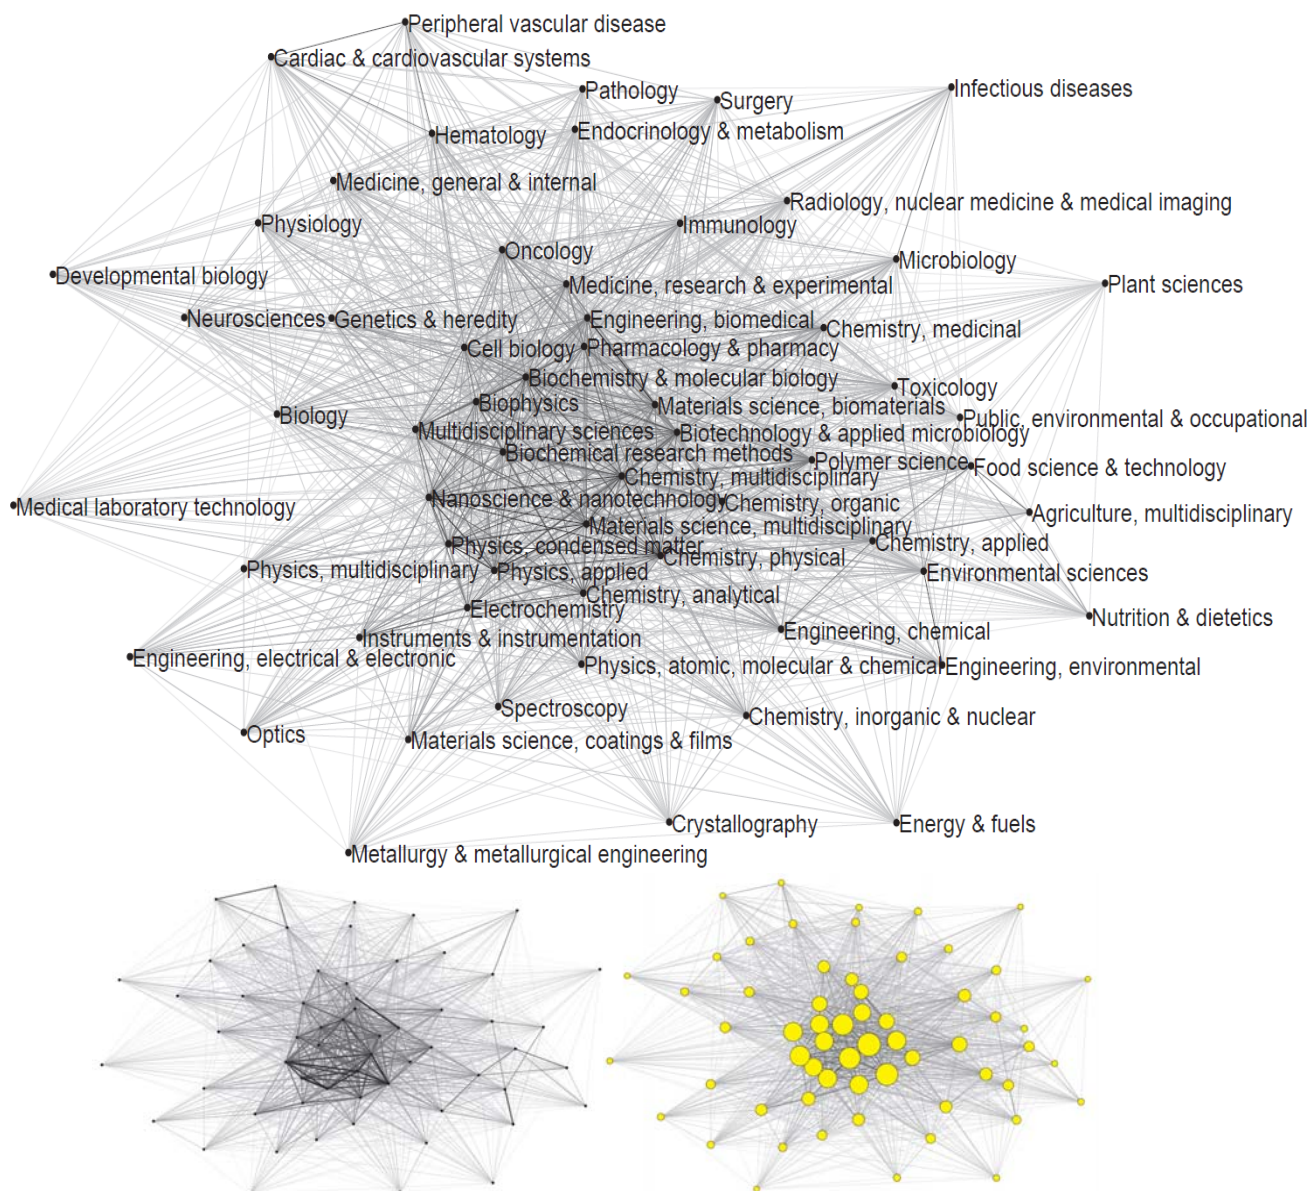 Peripheral vascular disease
Cardiac & cardiovascular systems
Pathology
Surgery
Infectious diseases
Hematology
Endocrinology & metabolism
Medicine, general & internal
Radiology, nuclear medicine & medical imaging
Physiology
Immunology
Oncology
Microbiology
Developmental biology
Medicine, research & experimental
Plant sciences
Neurosciences
Genetics & heredity
Engineering, biomedical
Chemistry, medicinal
Cell biology
Pharmacology & pharmacy
Biochemistry & molecular biology
Toxicology
Biophysics
Materials science, biomaterials
Biology
Public, environmental & occupational
Multidisciplinary sciences
Biotechnology & applied microbiology
Biochemical research methods
Polymer science
Food science & technology
Chemistry, multidisciplinary
Medical laboratory technology
Nanoscience & nanotechnology
Chemistry, organic
Agriculture, multidisciplinary
Materials science, multidisciplinary
Physics, condensed matter
Chemistry, applied
Chemistry, physical
Physics, multidisciplinary
Physics, applied
Environmental sciences
Chemistry, analytical
Electrochemistry
Nutrition & dietetics
Instruments & instrumentation
Engineering, chemical
Engineering, electrical & electronic
Physics, atomic, molecular & chemical
Engineering, environmental
Spectroscopy
Chemistry, inorganic & nuclear
Optics
Materials science, coatings & films
Crystallography
Energy & fuels
Metallurgy & metallurgical engineering